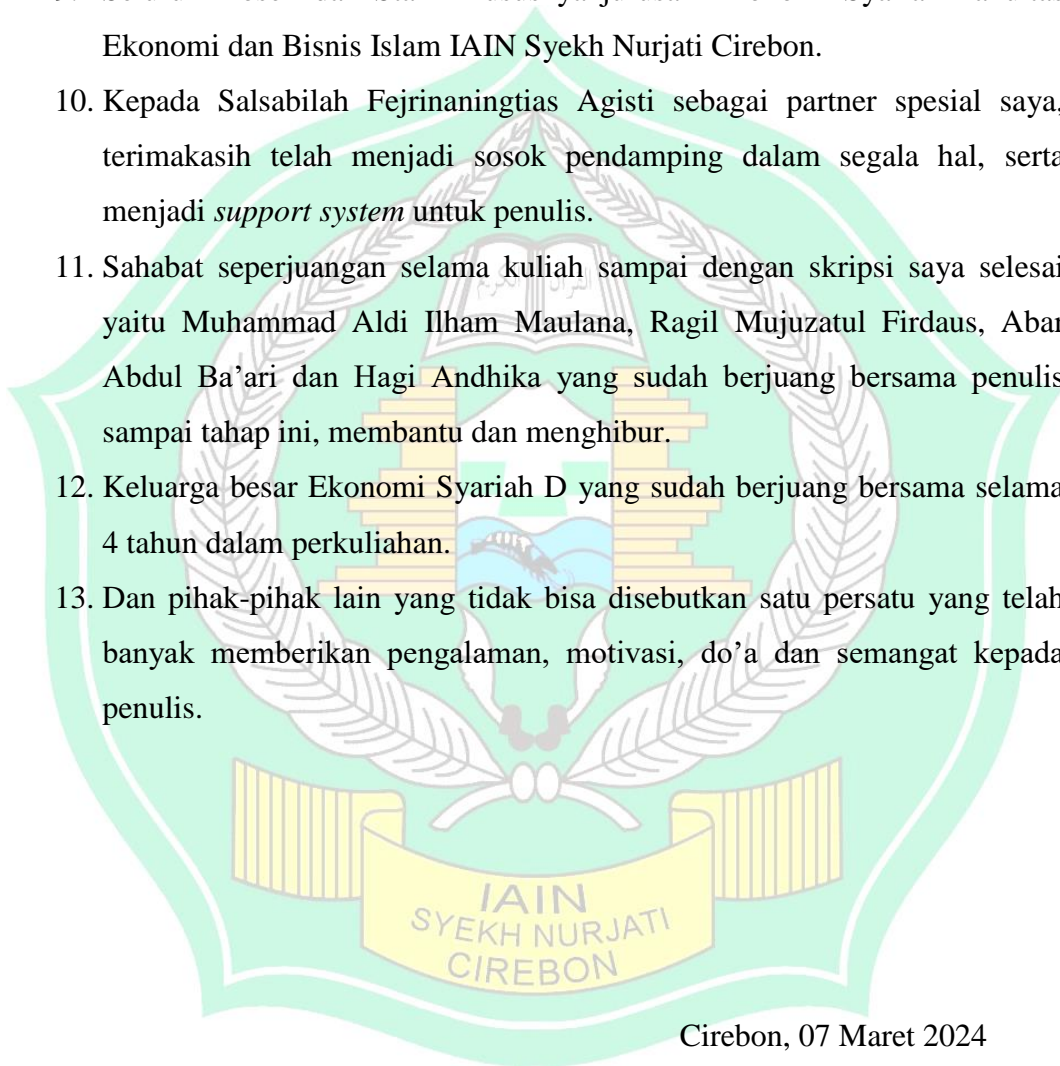 Ekonomi dan Bisnis Islam IAIN Syekh Nurjati Cirebon.
10. Kepada Salsabilah Fejrinaningtias Agisti sebagai partner spesial saya,
terimakasih telah menjadi sosok pendamping dalam segala hal, serta
menjadi support system untuk penulis.
11. Sahabat seperjuangan selama kuliah sampai dengan skripsi saya selesai
yaitu Muhammad Aldi Ilham Maulana, Ragil Mujuzatul Firdaus, Abar
Abdul Ba’ari dan Hagi Andhika yang sudah berjuang bersama penulis
sampai tahap ini, membantu dan menghibur.
12. Keluarga besar Ekonomi Syariah D yang sudah berjuang bersama selama
4 tahun dalam perkuliahan.
13. Dan pihak-pihak lain yang tidak bisa disebutkan satu persatu yang telah
banyak memberikan pengalaman, motivasi, do’a dan semangat kepada
penulis.
IAIN
SYEKH NURJATI
CIREBON
Cirebon, 07 Maret 2024